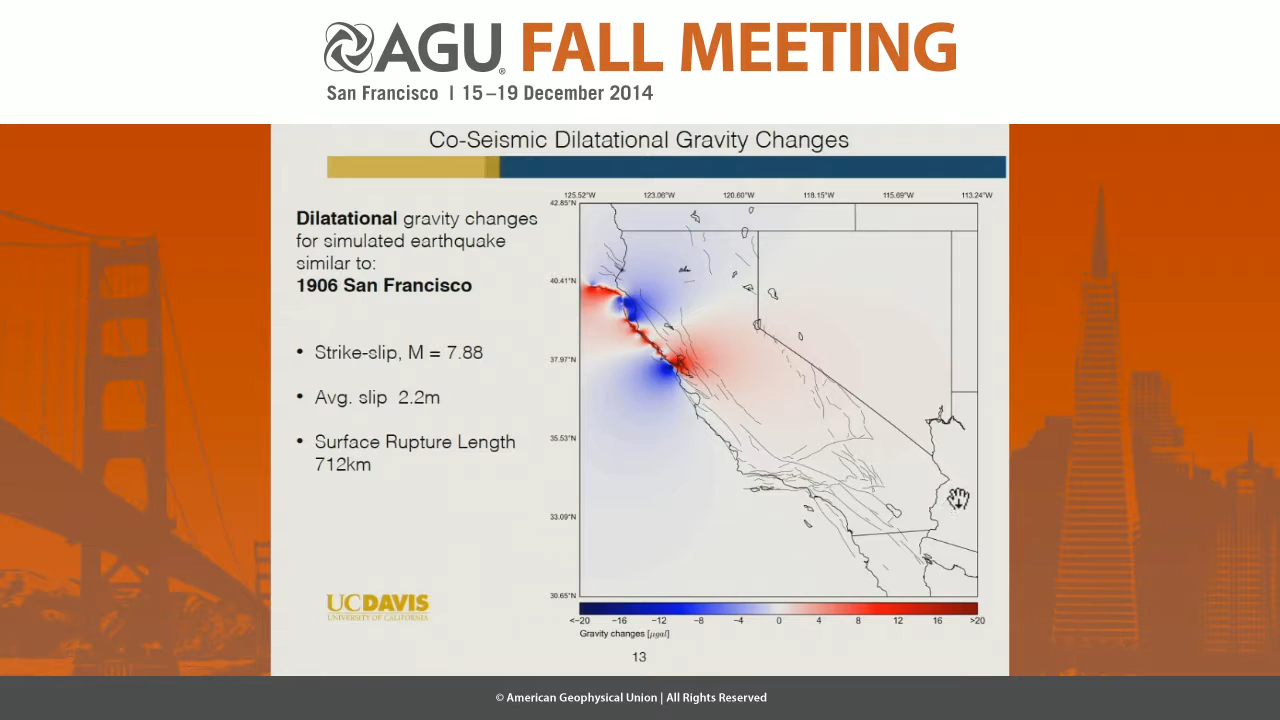 AGU® FALL MEETING
San Francisco | 15–19 December 2014
Co-Seismic Dilatational Gravity Changes
Dilatational gravity changes
for simulated earthquake
similar to:
1906 San Francisco
• Strike-slip, M = 7.88
• Avg. slip 2.2m
• Surface Rupture Length
712km
125.52°W 123.06°W 120.60°W 118.15°W 115.69°W 113.24°W
42.85°N
40.41°N
37.97°N
35.53°N
33.09°N
30.65°N
<−20 −16 −12 −8 −4 0 4 8 12 16 >20
Gravity changes [μgal]
UCDAVIS
UNIVERSITY OF CALIFORNIA
13
© American Geophysical Union | All Rights Reserved